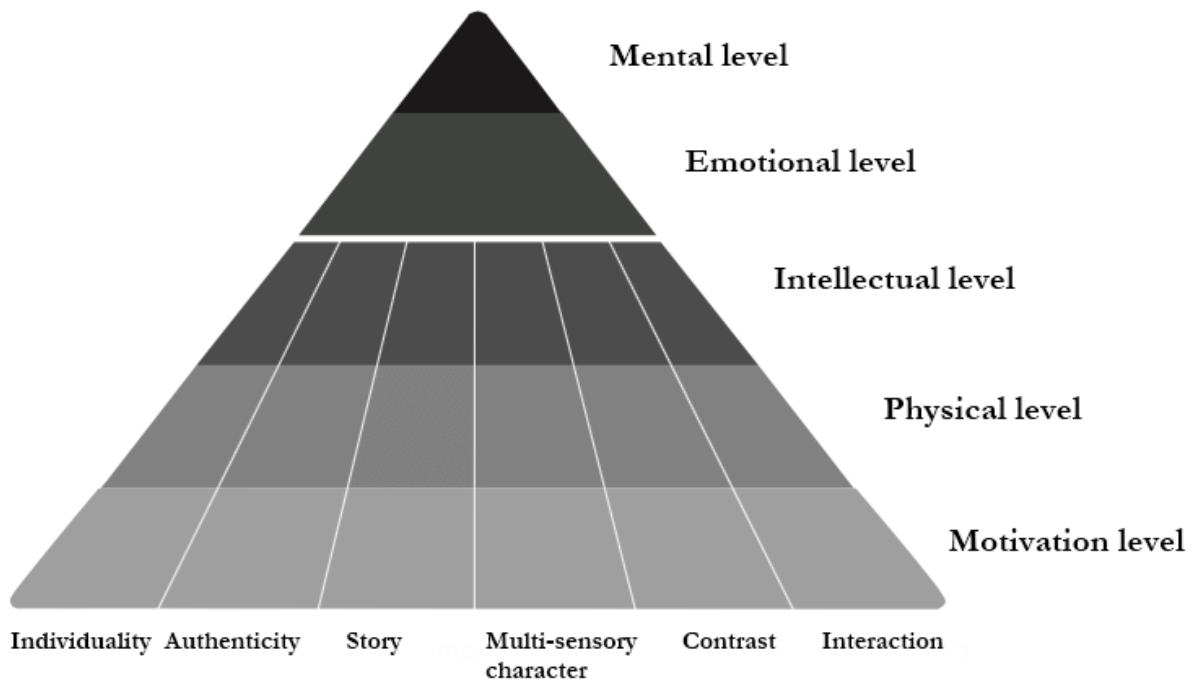 Mental level
Emotional level
Intellectual level
Physical level
Motivation level
Individuality Authenticity Story Multi-sensory Contrast Interaction
character